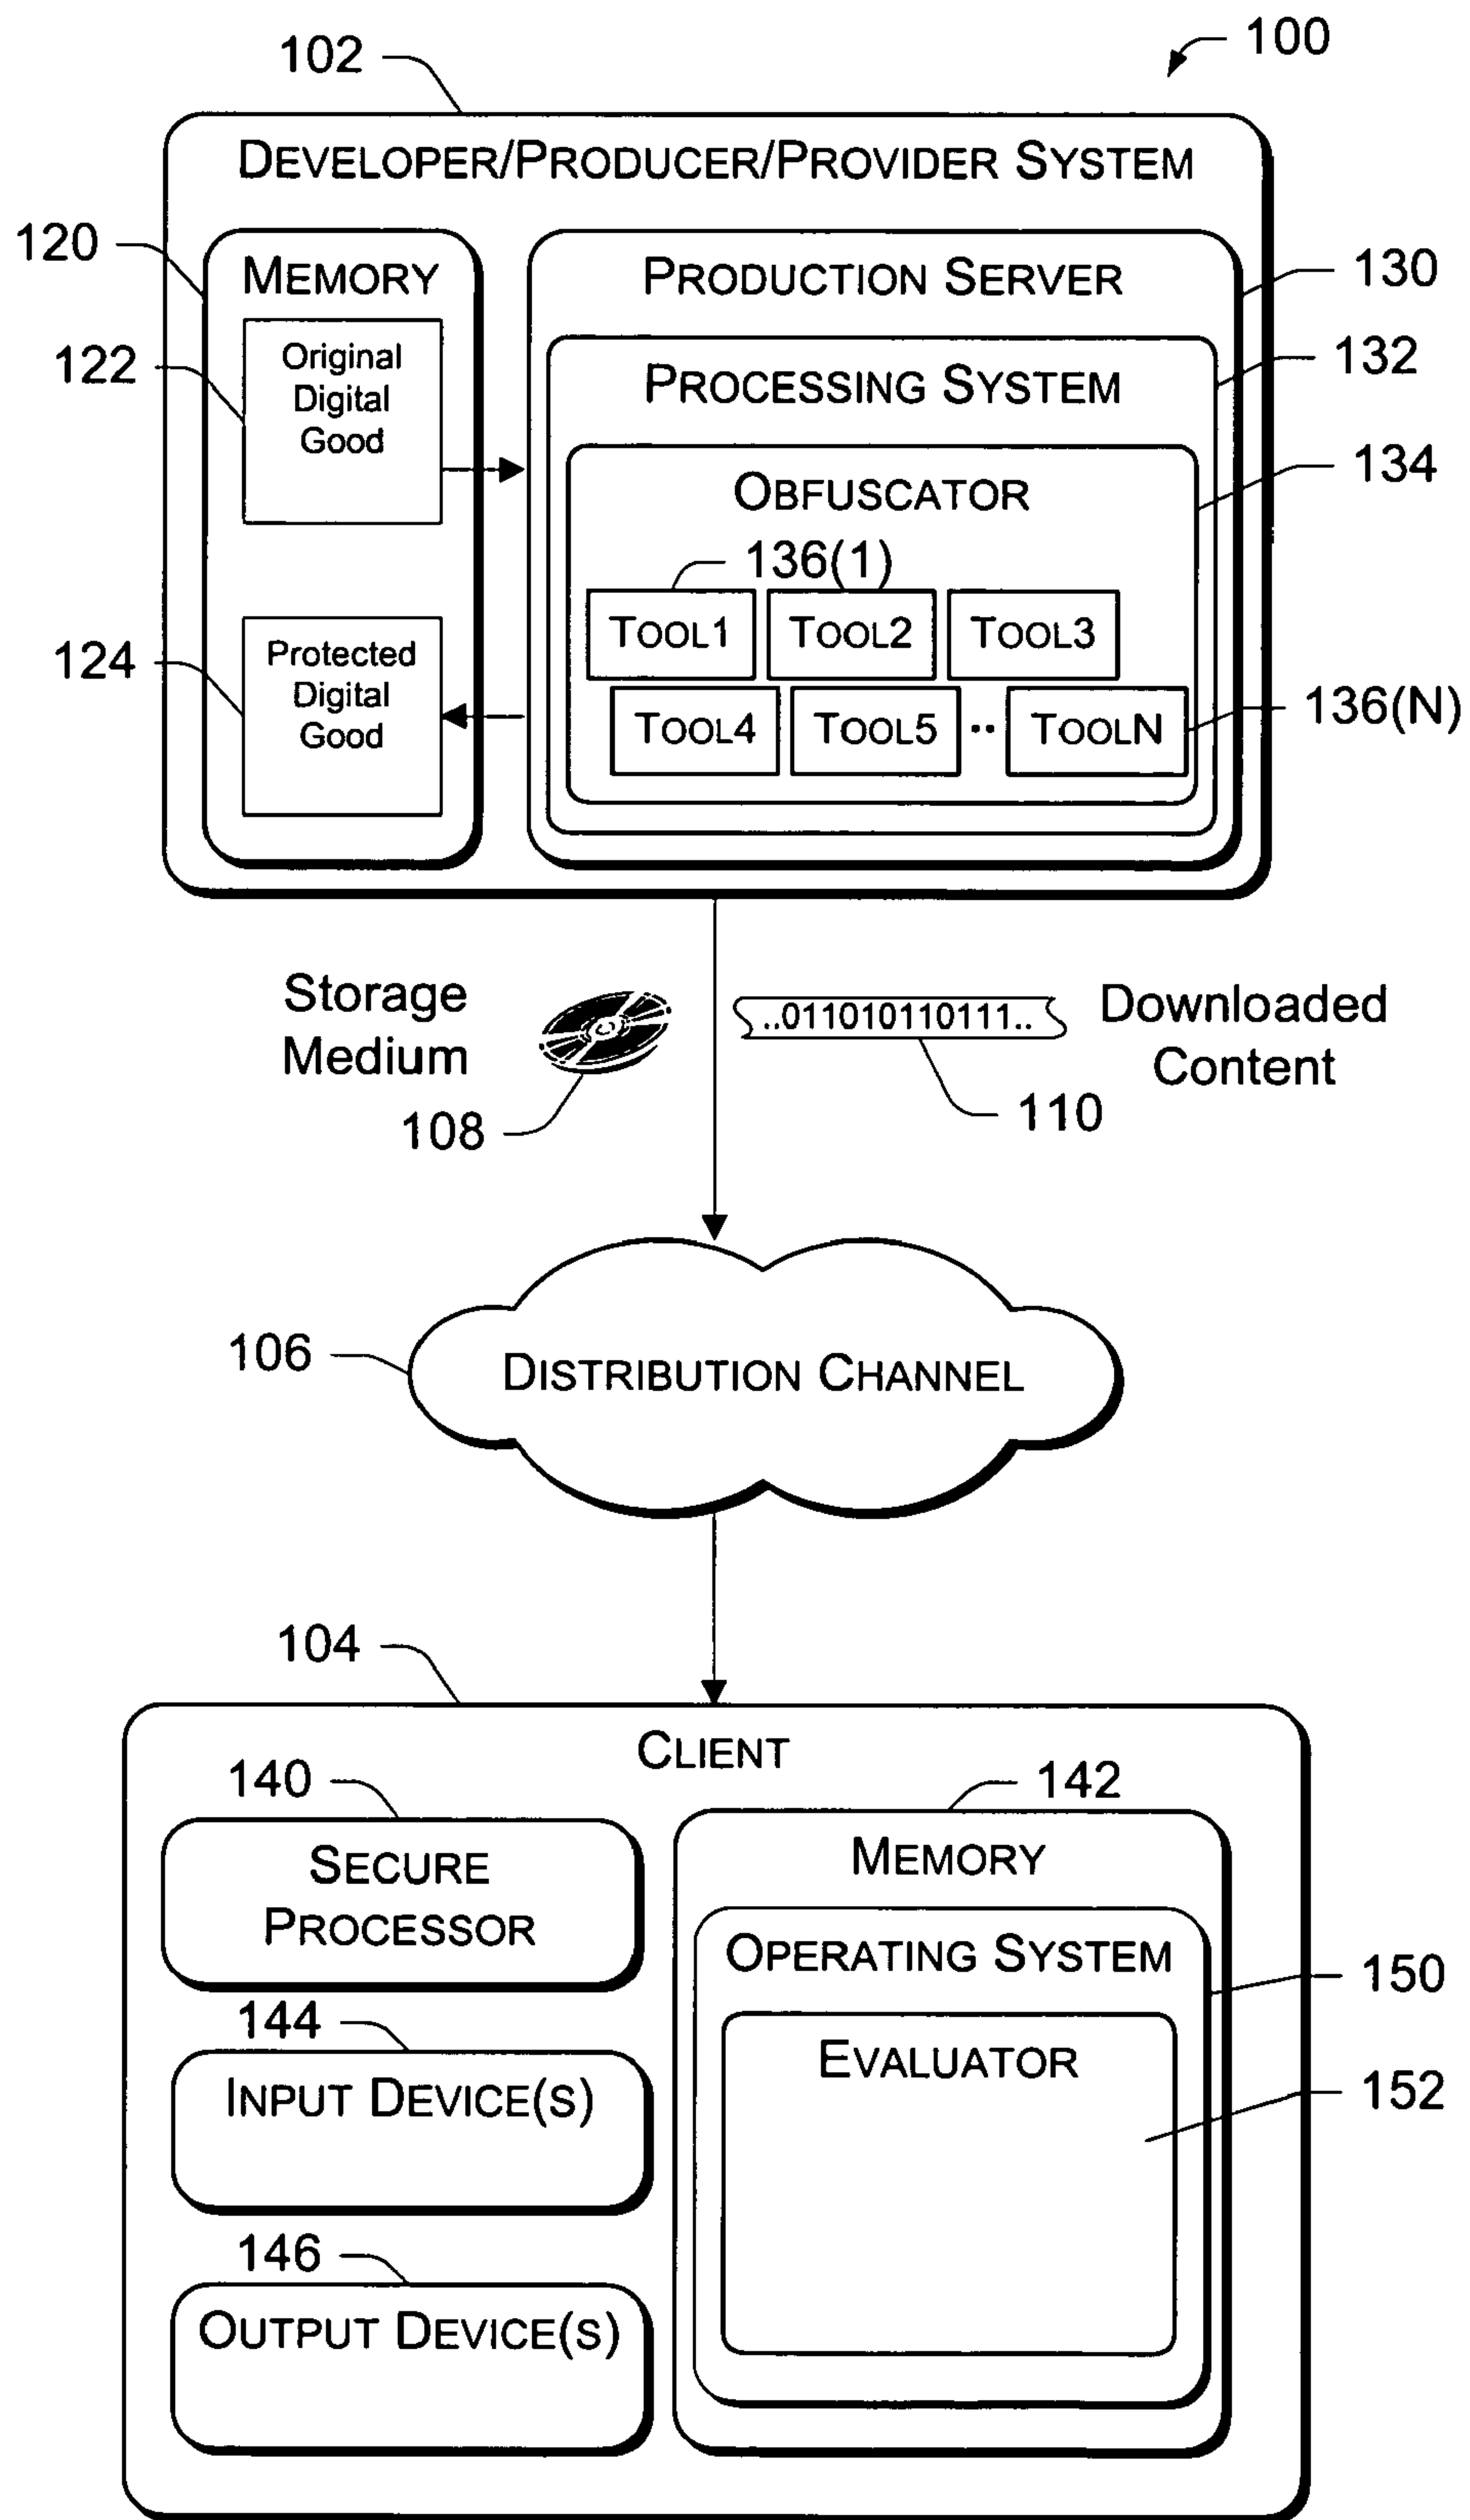 100
102
DEVELOPER/PRODUCER/PROVIDER SYSTEM
120
MEMORY
PRODUCTION SERVER
130
122
Original
Digital
Good
PROCESSING SYSTEM
132
OBFUSCATOR
134
136(1)
TOOL1
TOOL2
TOOL3
124
Protected
Digital
Good
TOOL4
TOOL5
..
TOOLN
136(N)
Storage
Medium
108
..011010110111..
Downloaded
Content
110
106
DISTRIBUTION CHANNEL
104
CLIENT
140
SECURE
PROCESSOR
142
MEMORY
OPERATING SYSTEM
150
144
INPUT DEVICE(S)
EVALUATOR
152
146
OUTPUT DEVICE(S)